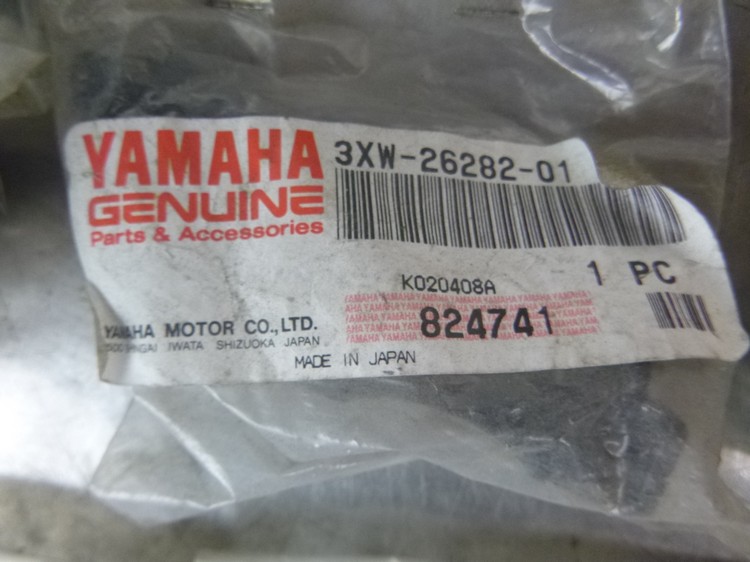 YAMAHA
GENUINE
Parts & Accessories
3XW-26282-01
K020408A
1 PC
824741
YAMAHA MOTOR CO.,LTD.
IWATA SHIZUOKA JAPAN
MADE IN JAPAN